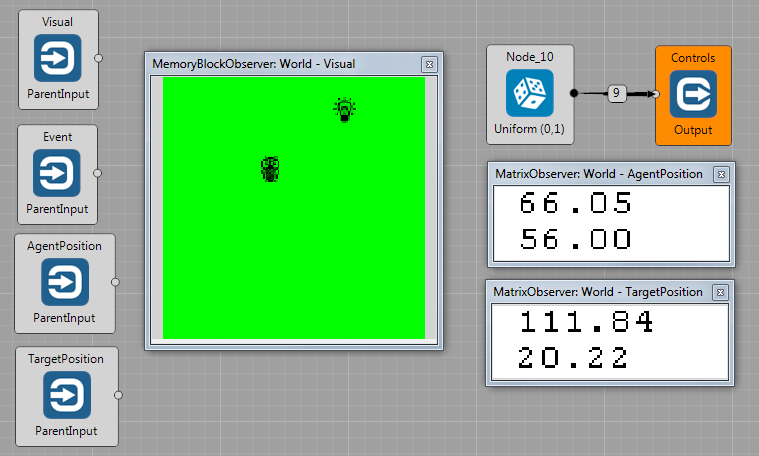 Visual
ParentInput
Event
ParentInput
AgentPosition
ParentInput
TargetPosition
ParentInput
MemoryBlockObserver: World - Visual
Node_10
Uniform (0,1)
9
Controls
Output
MatrixObserver: World - AgentPosition
66.05
56.00
MatrixObserver: World - TargetPosition
111.84
20.22